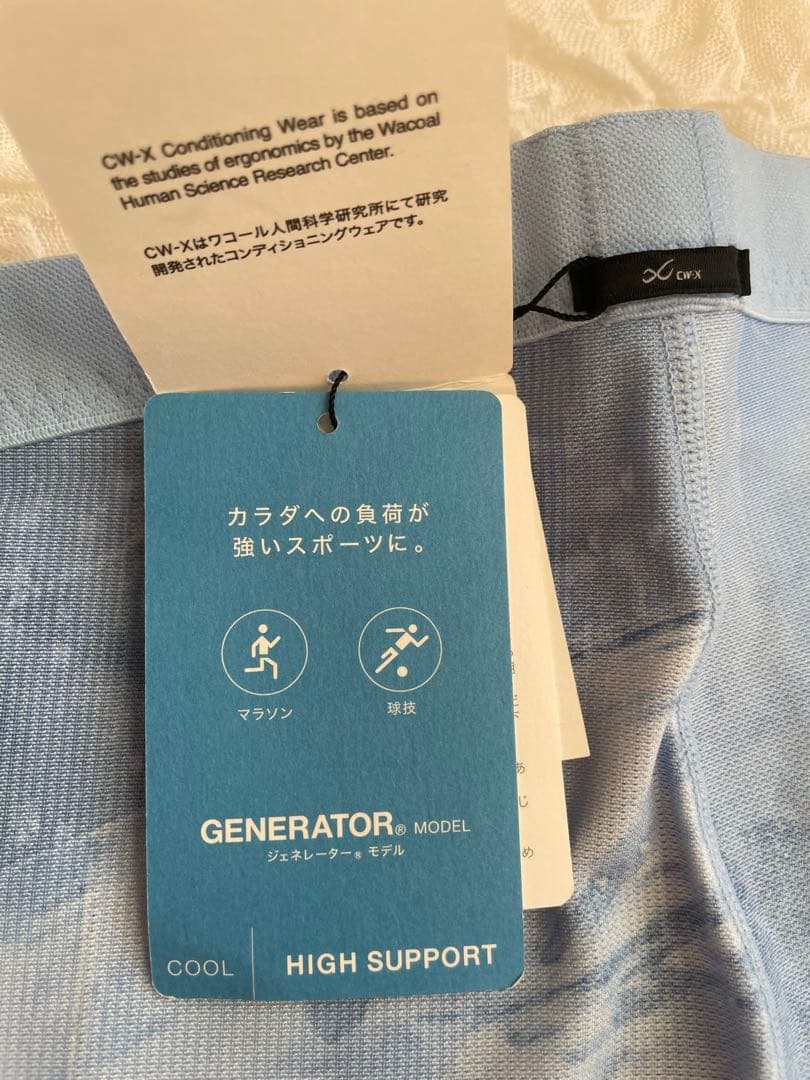 CW-X Conditioning Wear is based on
the studies of ergonomics by the Wacoal
Human Science Research Center.
CW-Xはワコール人間科学研究所にて研究
開発されたコンディショニングウェアです。
CW-X
カラダへの負荷が
強いスポーツに。
マラソン
球技
GENERATOR® MODEL
ジェネレーター® モデル
COOL
HIGH SUPPORT
あ
じ
め